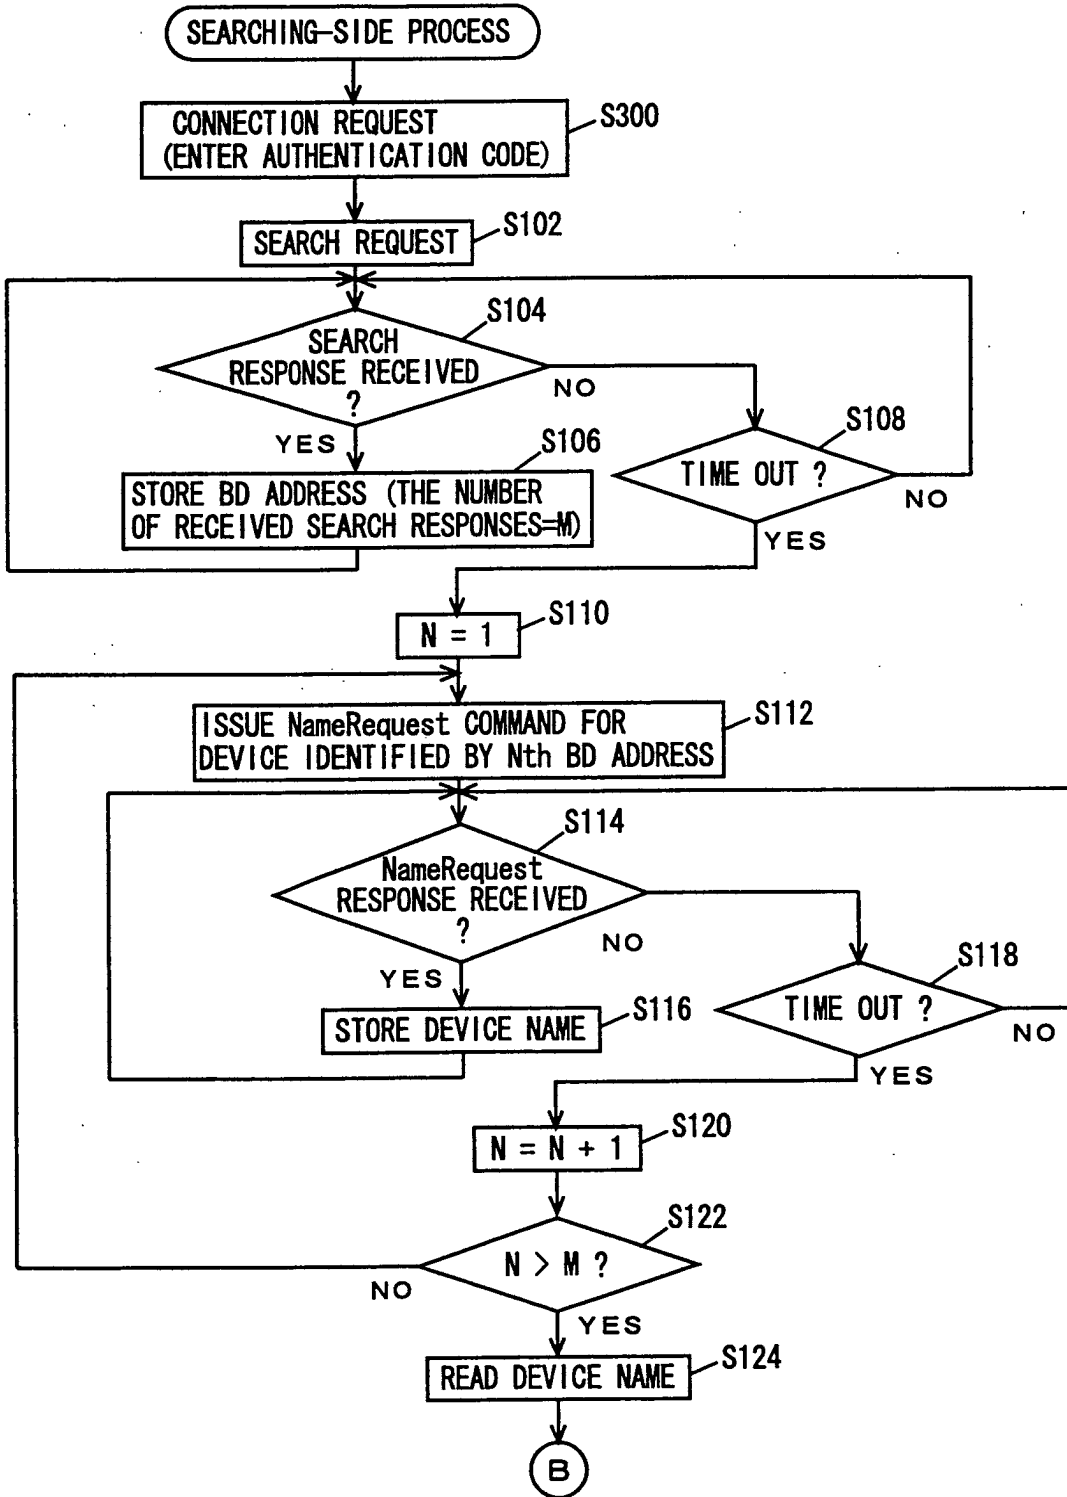 SEARCHING-SIDE PROCESS
CONNECTION REQUEST
(ENTER AUTHENTICATION CODE)
S300
SEARCH REQUEST
S102
S104
SEARCH
RESPONSE RECEIVED
?
NO
YES
S106
S108
TIME OUT ?
NO
STORE BD ADDRESS (THE NUMBER
OF RECEIVED SEARCH RESPONSES=M)
YES
S110
N = 1
ISSUE NameRequest COMMAND FOR
DEVICE IDENTIFIED BY Nth BD ADDRESS
S112
S114
NameRequest
RESPONSE RECEIVED
?
NO
YES
S118
TIME OUT ?
NO
STORE DEVICE NAME
S116
YES
N = N + 1
S120
S122
N > M ?
NO
YES
READ DEVICE NAME
S124
B